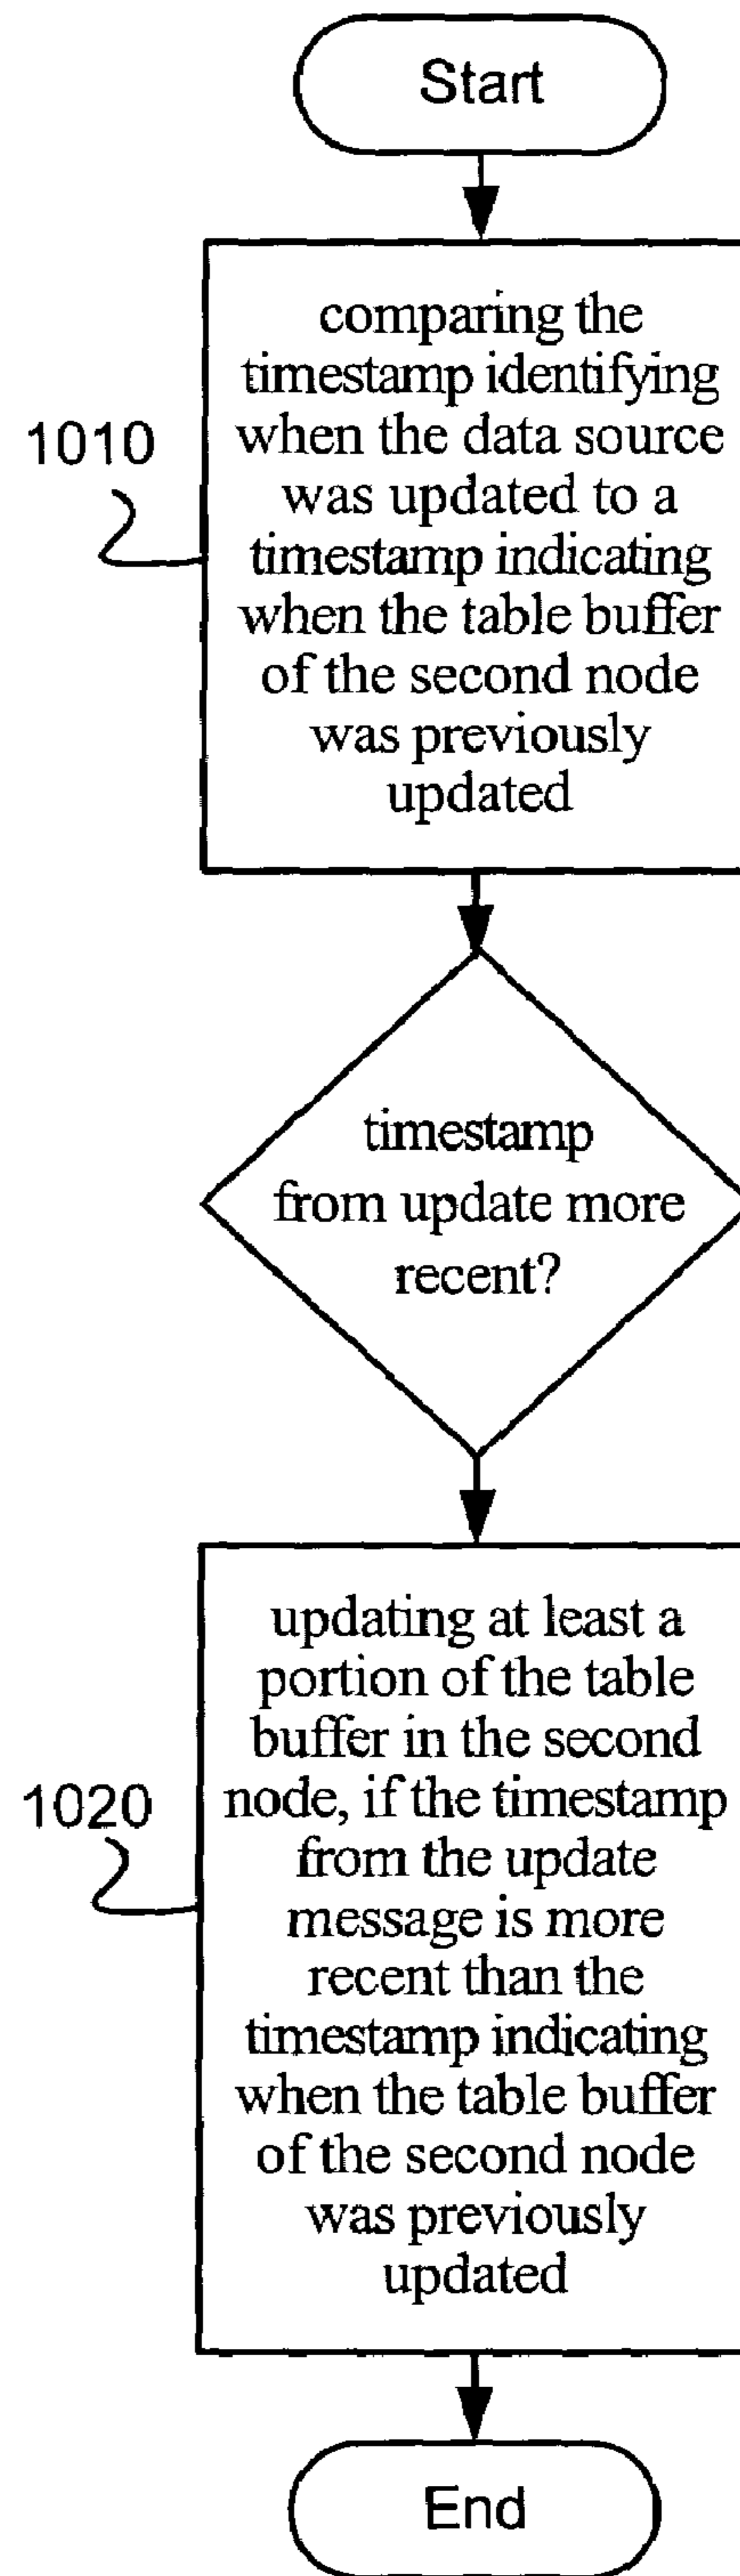 Start
comparing the
timestamp identifying
when the data source
was updated to a
timestamp indicating
when the table buffer
of the second node
was previously
updated
1010
timestamp
from update more
recent?
updating at least a
portion of the table
buffer in the second
node, if the timestamp
from the update
message is more
recent than the
timestamp indicating
when the table buffer
of the second node
was previously
updated
1020
End